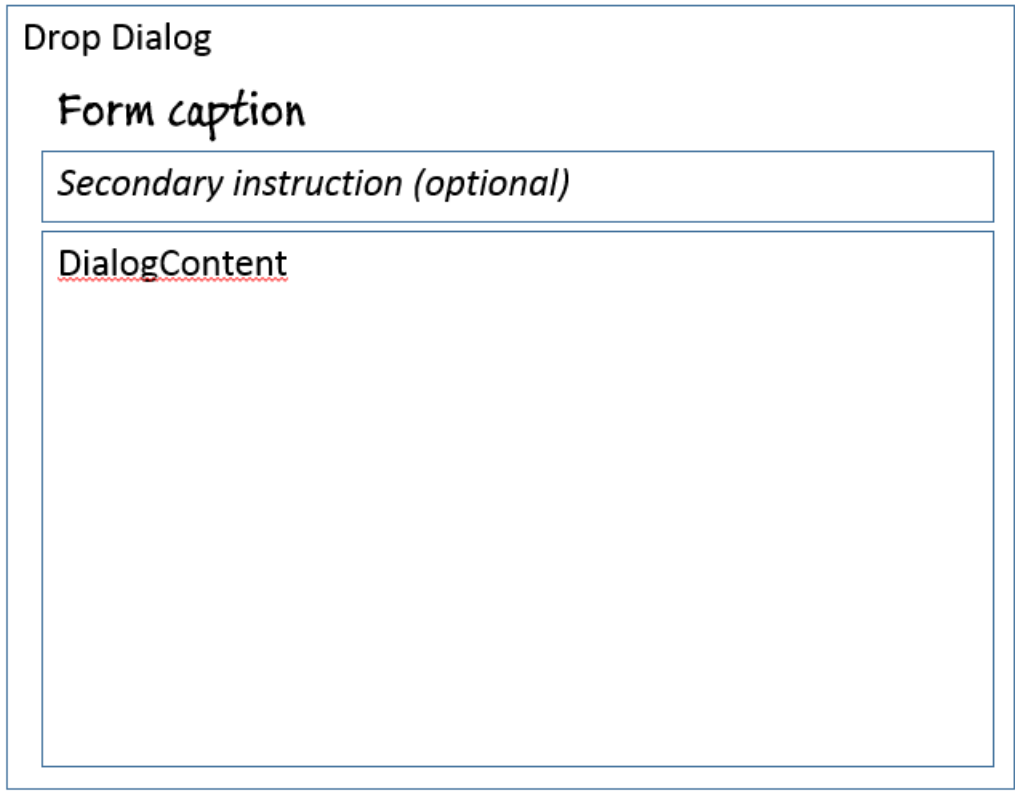 Drop Dialog
Form caption
Secondary instruction (optional)
DialogContent